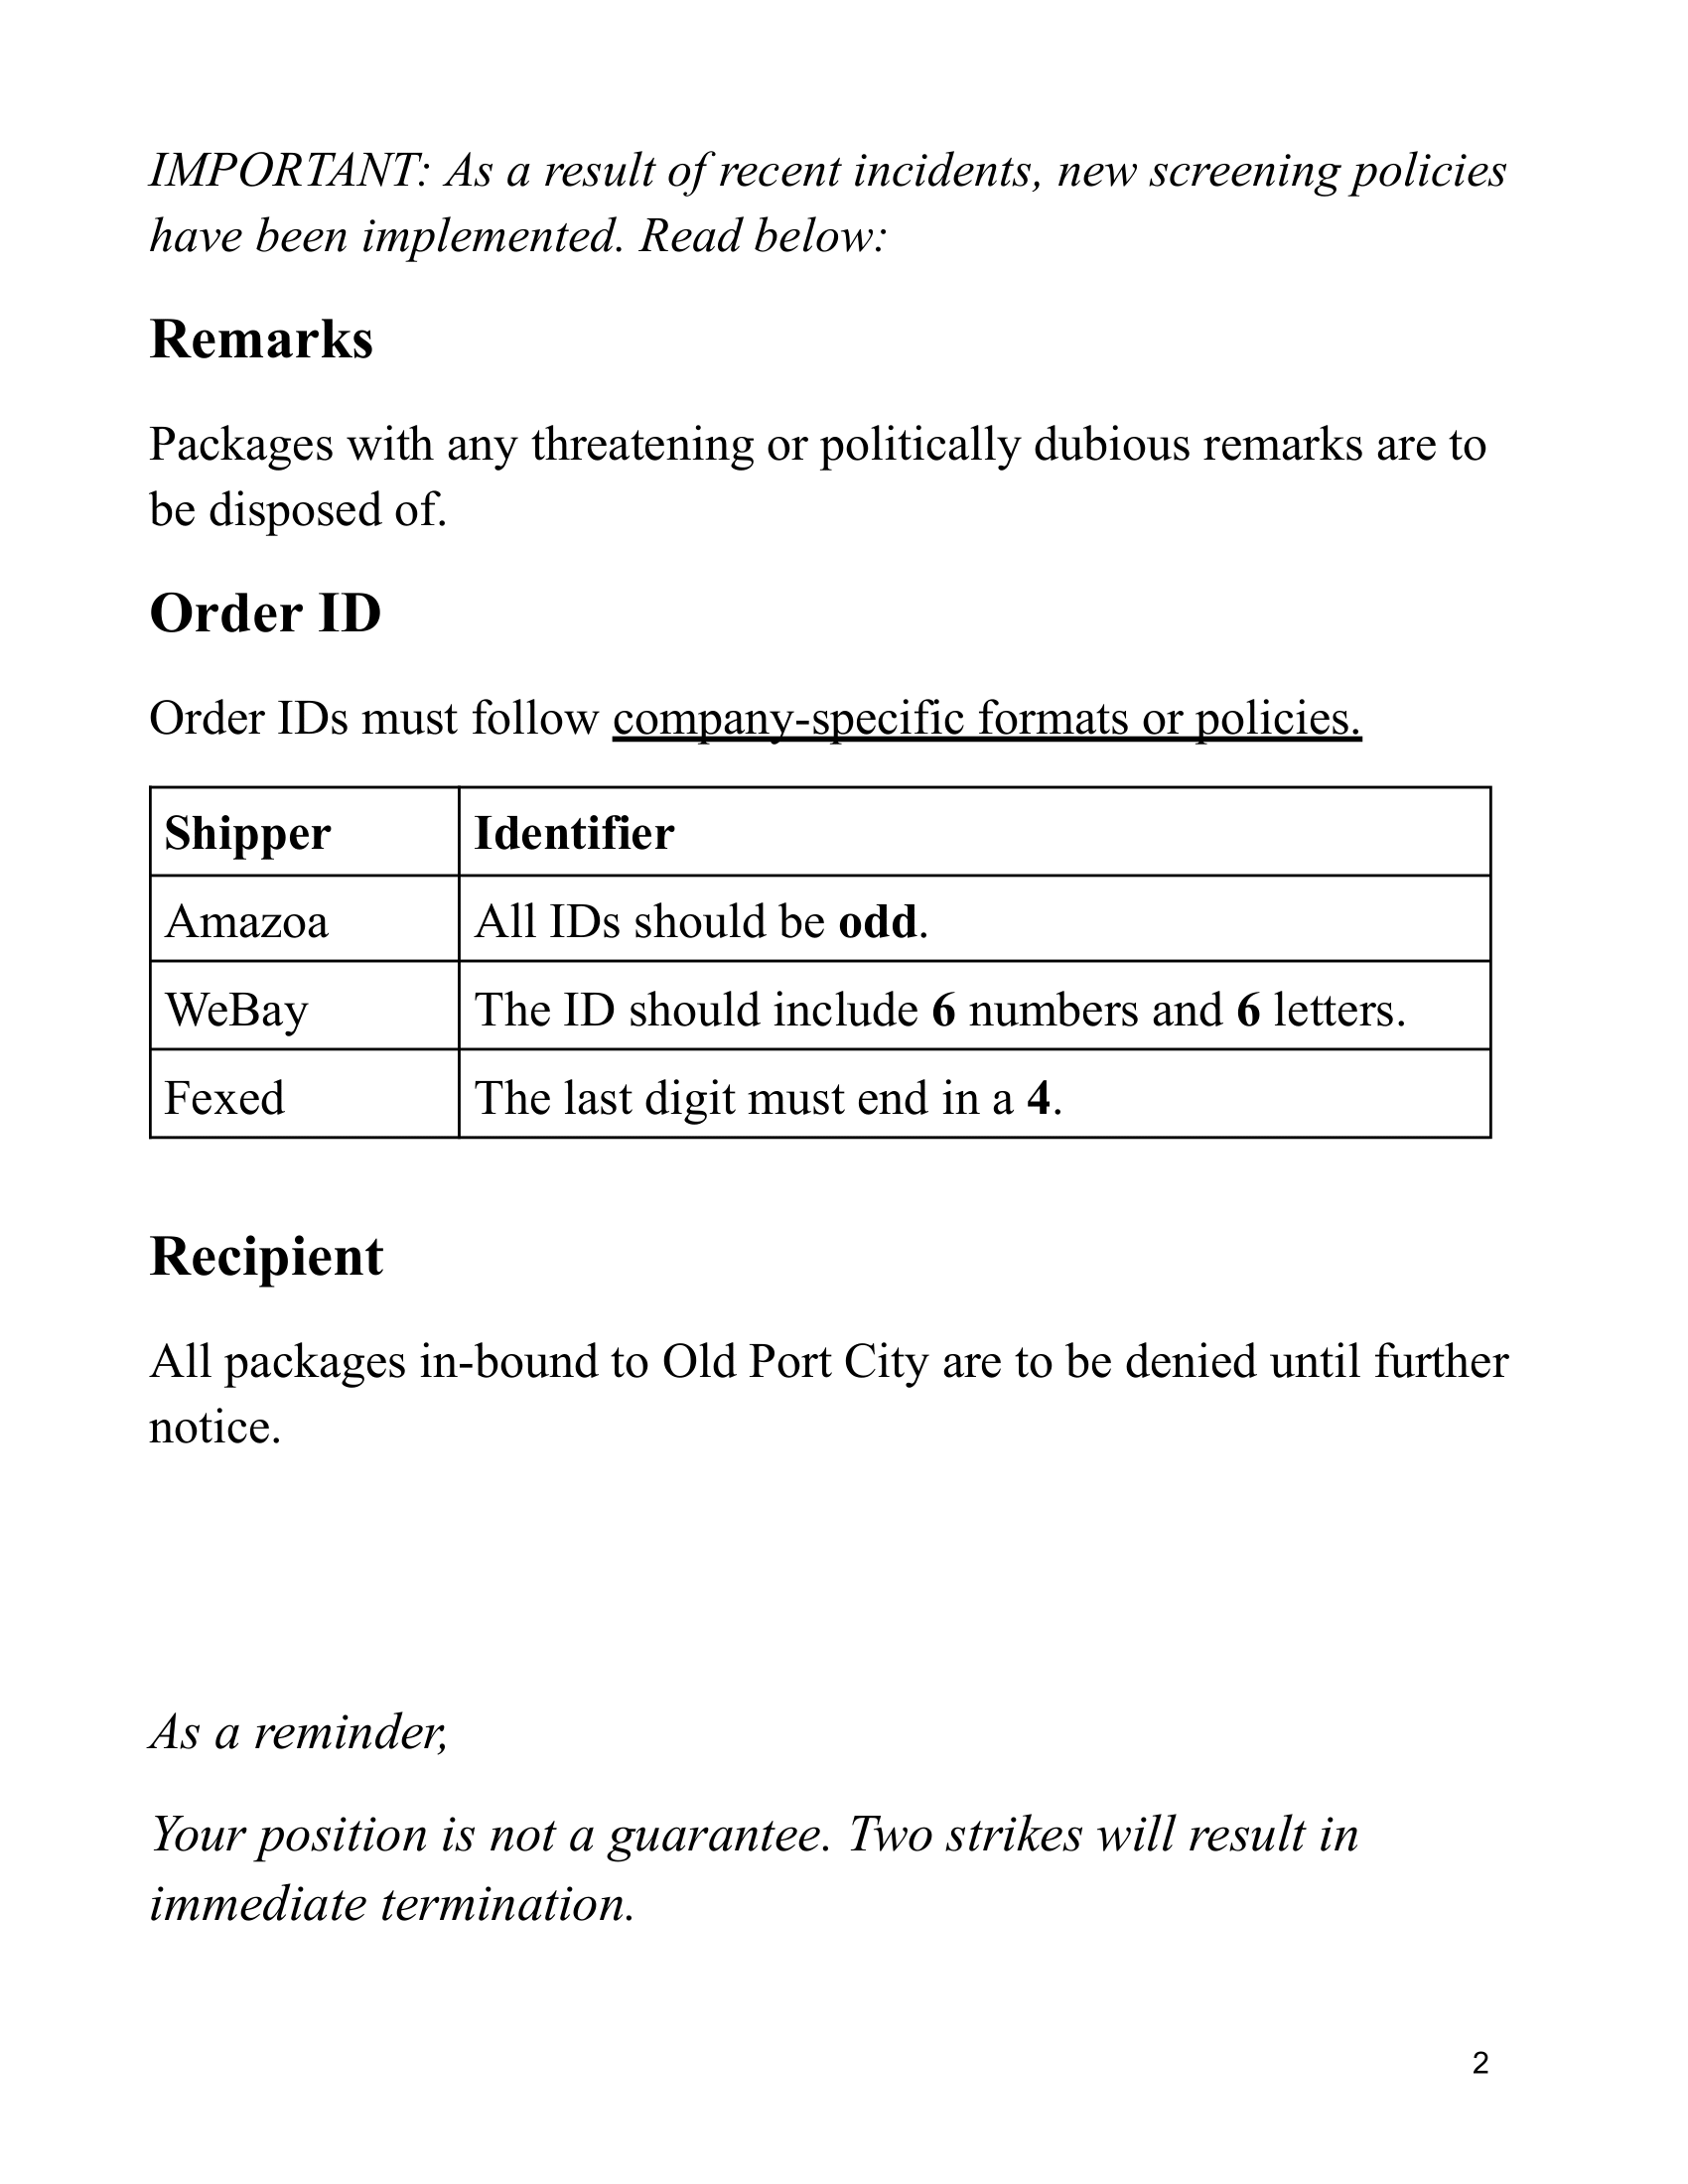 IMPORTANT: As a result of recent incidents, new screening policies
have been implemented. Read below:
Remarks
Packages with any threatening or politically dubious remarks are to
be disposed of.
Order ID
Order IDs must follow company-specific formats or policies.
Shipper Identifier
Amazoa All IDs should be odd.
WeBay The ID should include 6 numbers and 6 letters.
Fexed The last digit must end in a 4.
Recipient
All packages in-bound to Old Port City are to be denied until further
notice.
As a reminder,
Your position is not a guarantee. Two strikes will result in
immediate termination.
2